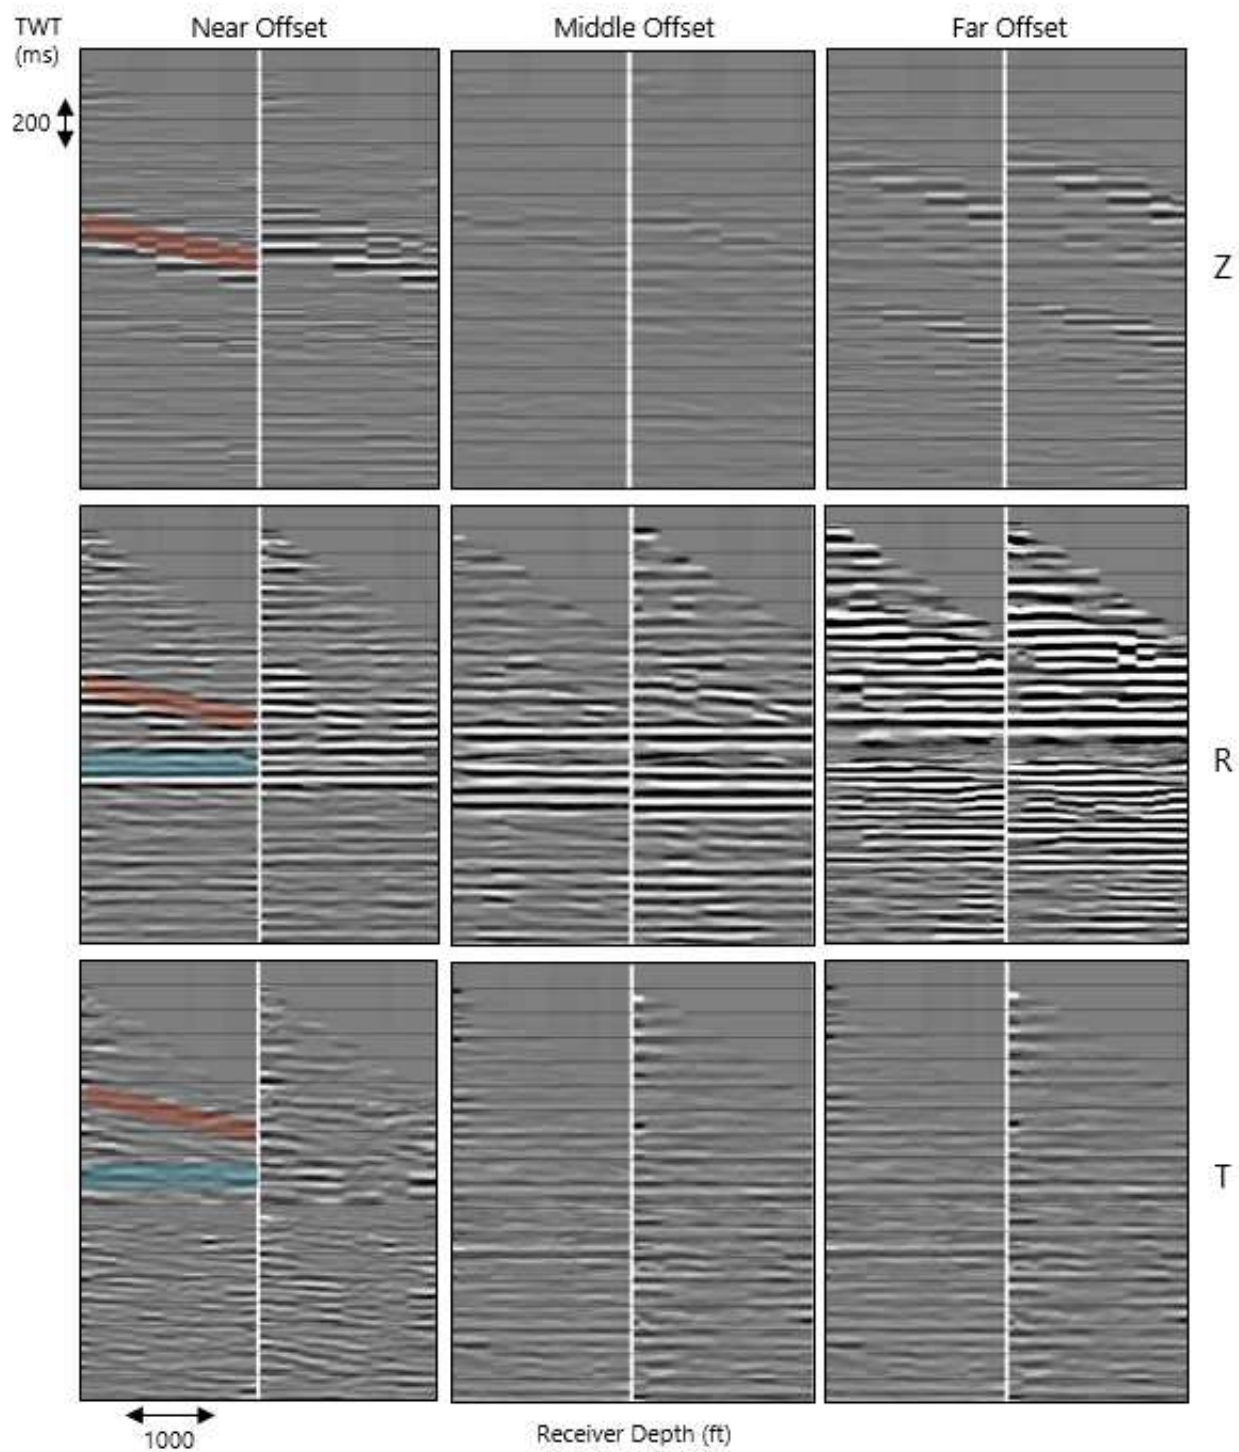 TWT
(ms)
Near Offset
Middle Offset
Far Offset
200
Z
R
T
1000
Receiver Depth (ft)